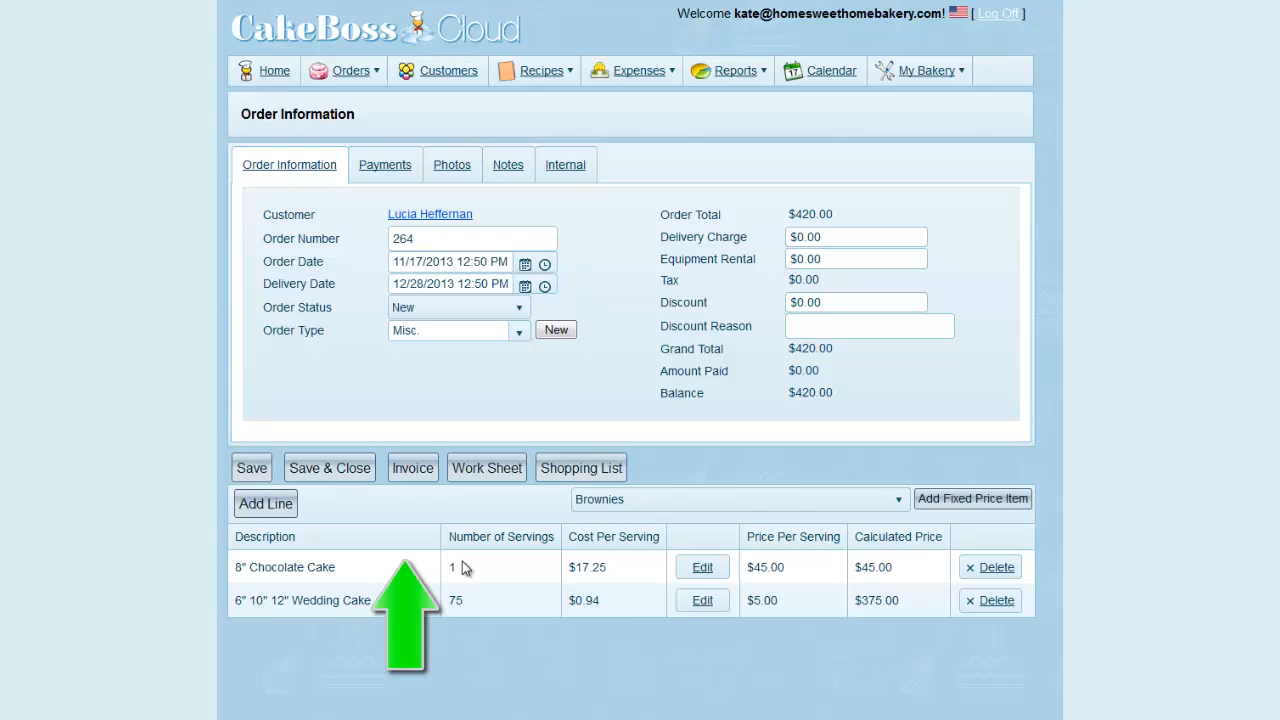 CakeBoss Cloud
Welcome kate@homesweethomebakery.com! [ Log Off ]
Home Orders Customers Recipes Expenses Reports 17 Calendar My Bakery
Order Information
Order Information Payments Photos Notes Internal
Customer Lucia Heffernan
Order Number 264
Order Date 11/17/2013 12:50 PM
Delivery Date 12/28/2013 12:50 PM
Order Status New
Order Type Misc. New
Order Total $420.00
Delivery Charge $0.00
Equipment Rental $0.00
Tax $0.00
Discount $0.00
Discount Reason
Grand Total $420.00
Amount Paid $0.00
Balance $420.00
Save Save & Close Invoice Work Sheet Shopping List
Add Line Brownies Add Fixed Price Item
Description Number of Servings Cost Per Serving Price Per Serving Calculated Price
8" Chocolate Cake 1 $17.25 Edit $45.00 $45.00 × Delete
6" 10" 12" Wedding Cake 75 $0.94 Edit $5.00 $375.00 × Delete